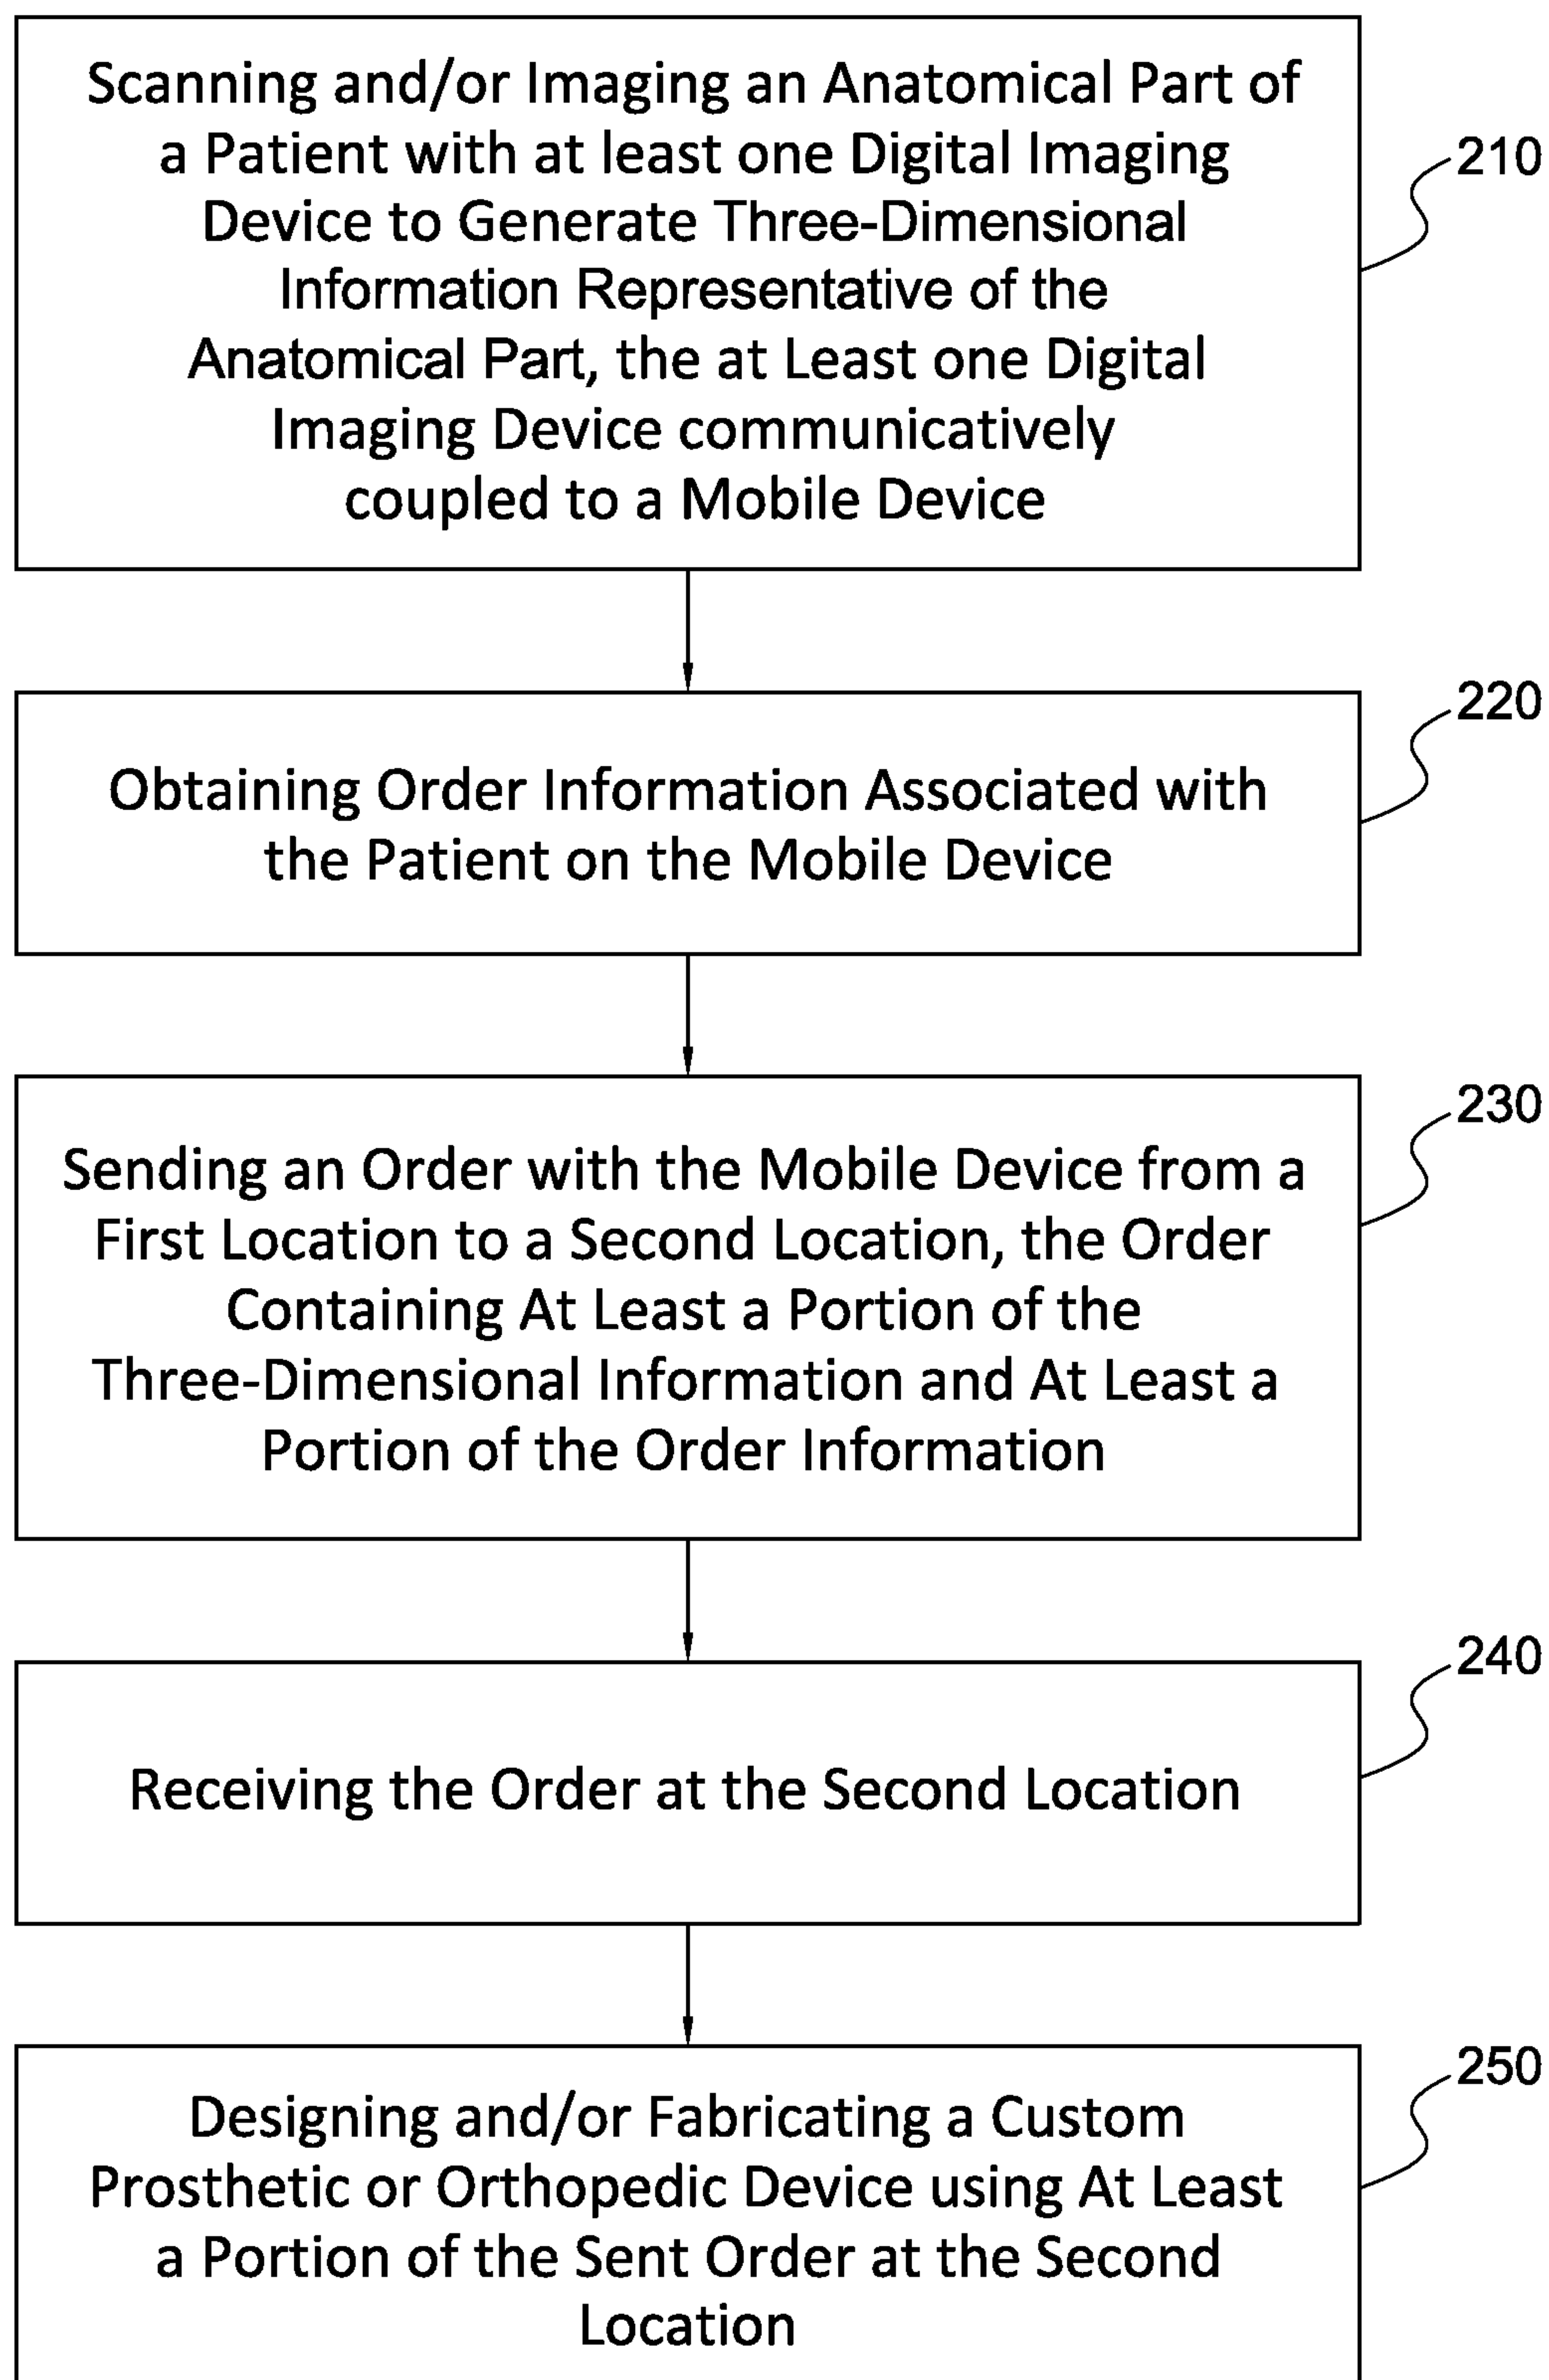 Scanning and/or Imaging an Anatomical Part of
a Patient with at least one Digital Imaging
Device to Generate Three-Dimensional
Information Representative of the
Anatomical Part, the at Least one Digital
Imaging Device communicatively
coupled to a Mobile Device
210
Obtaining Order Information Associated with
the Patient on the Mobile Device
220
Sending an Order with the Mobile Device from a
First Location to a Second Location, the Order
Containing At Least a Portion of the
Three-Dimensional Information and At Least a
Portion of the Order Information
230
Receiving the Order at the Second Location
240
Designing and/or Fabricating a Custom
Prosthetic or Orthopedic Device using At Least
a Portion of the Sent Order at the Second
Location
250